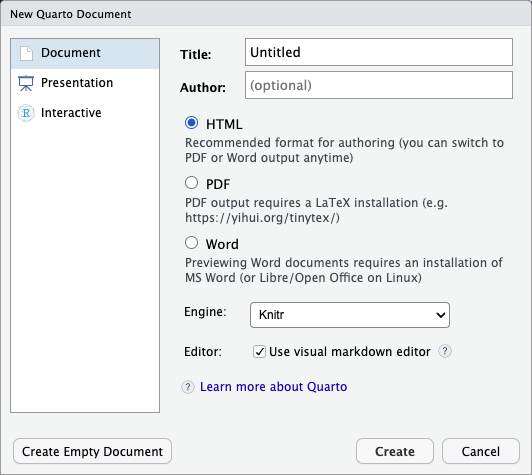 New Quarto Document
Document
Presentation
Interactive
Title: Untitled
Author: (optional)
HTML
Recommended format for authoring (you can switch to
PDF or Word output anytime)
PDF
PDF output requires a LaTeX installation (e.g.
https://yihui.org/tinytex/)
Word
Previewing Word documents requires an installation of
MS Word (or Libre/Open Office on Linux)
Engine: Knitr
Editor: Use visual markdown editor ?
? Learn more about Quarto
Create Empty Document Create Cancel